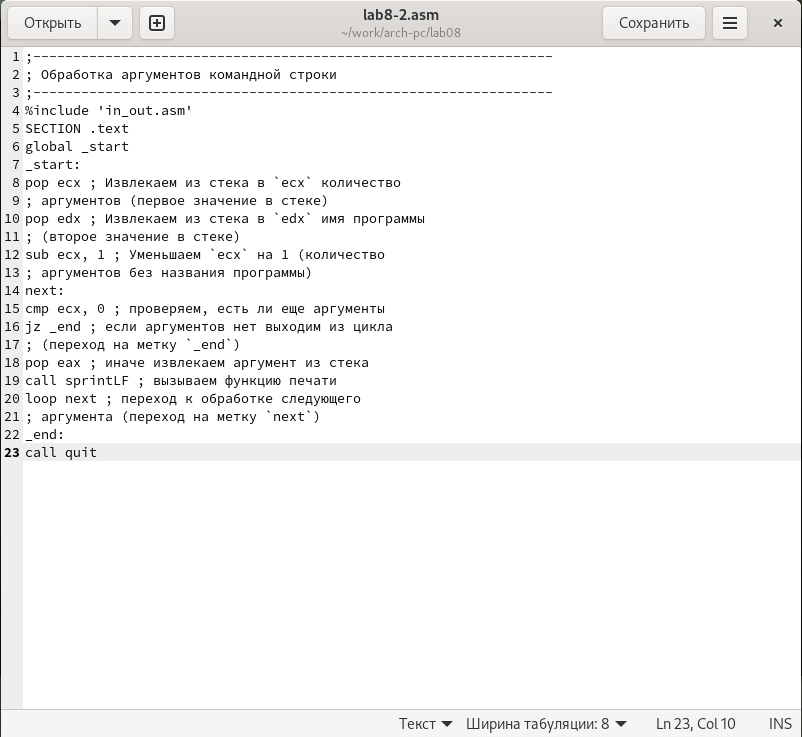 Открыть
lab8-2.asm
~/work/arch-pc/lab08
Сохранить
1 ;-----------------------------------------------------------------
2 ; Обработка аргументов командной строки
3 ;-----------------------------------------------------------------
4 %include 'in_out.asm'
5 SECTION .text
6 global _start
7 _start:
8 pop ecx ; Извлекаем из стека в `ecx` количество
9 ; аргументов (первое значение в стеке)
10 pop edx ; Извлекаем из стека в `edx` имя программы
11 ; (второе значение в стеке)
12 sub ecx, 1 ; Уменьшаем `ecx` на 1 (количество
13 ; аргументов без названия программы)
14 next:
15 cmp ecx, 0 ; проверяем, есть ли еще аргументы
16 jz _end ; если аргументов нет выходим из цикла
17 ; (переход на метку `_end`)
18 pop eax ; иначе извлекаем аргумент из стека
19 call sprintLF ; вызываем функцию печати
20 loop next ; переход к обработке следующего
21 ; аргумента (переход на метку `next`)
22 _end:
23 call quit
Текст Ширина табуляции: 8 Ln 23, Col 10 INS